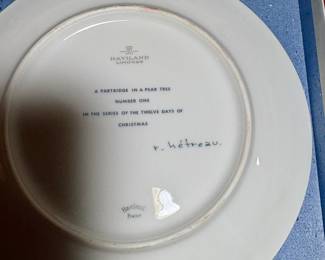 HAVILAND
LIMOGES
A PARTRIDGE IN A PEAR TREE
NUMBER ONE
IN THE SERIES OF THE TWELVE DAYS OF
CHRISTMAS
r. hétreau.
Haviland
France